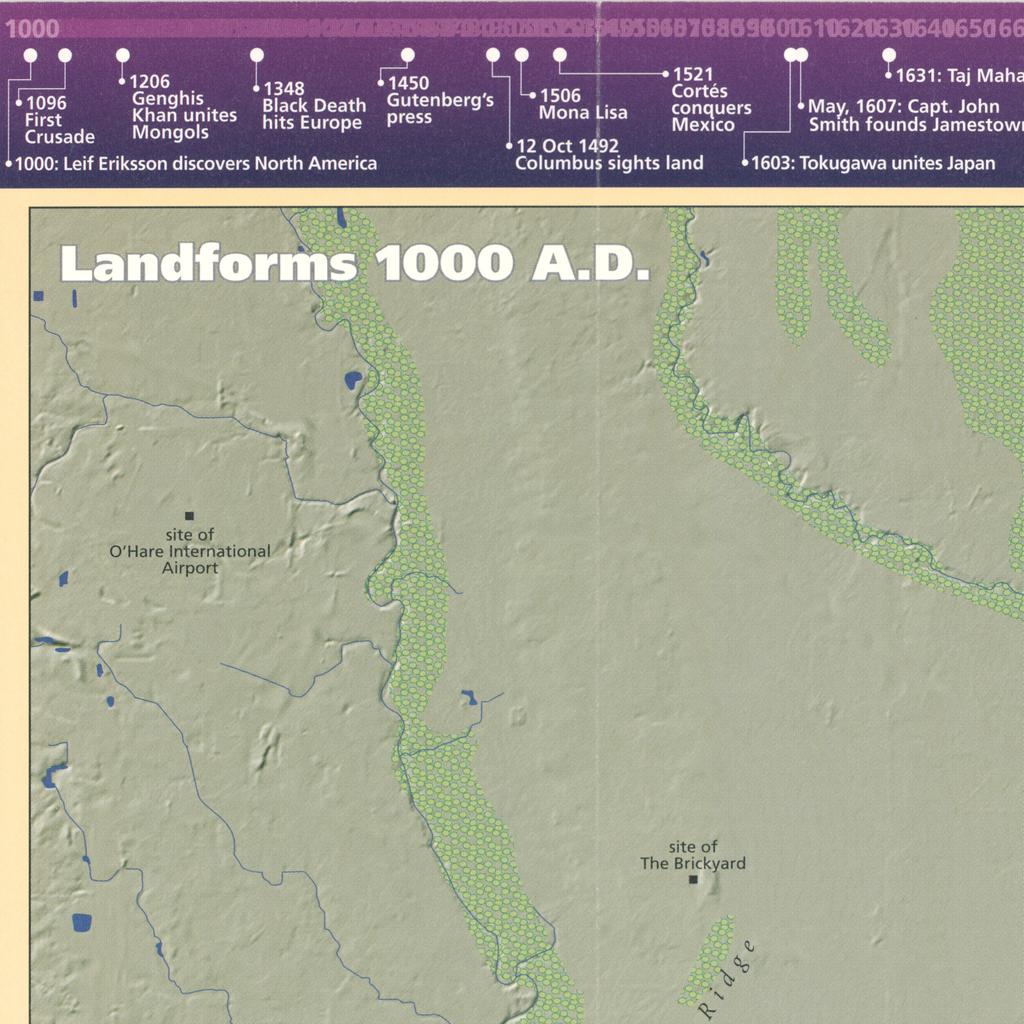 1000
1610 1620 1630 1640 1650
1206
Genghis
Khan unites
Mongols
1348
Black Death
hits Europe
1450
Gutenberg's
press
1521
Cortés
conquers
Mexico
1631: Taj Maha
1096
First
Crusade
1506
Mona Lisa
May, 1607: Capt. John
Smith founds Jamestown
12 Oct 1492
Columbus sights land
1000: Leif Eriksson discovers North America
1603: Tokugawa unites Japan
Landforms 1000 A.D.
site of
O'Hare International
Airport
site of
The Brickyard
Ridge